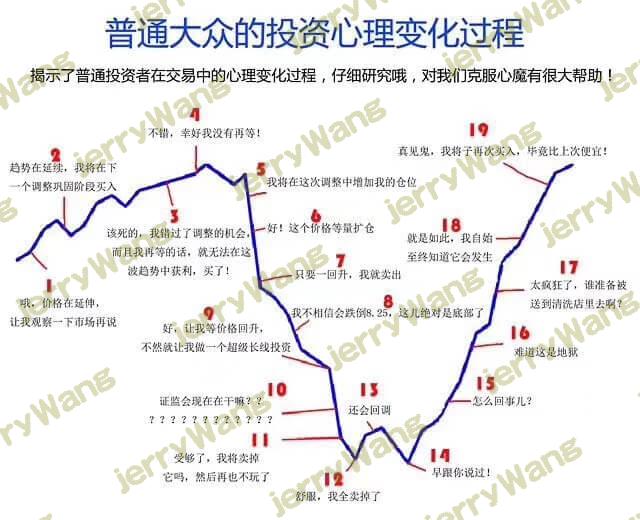 普通大众的投资心理变化过程
揭示了普通投资者在交易中的心理变化过程，仔细研究哦，对我们克服心魔有很大帮助！
1
哦，价格在延伸，
让我观察一下市场再说
2
趋势在延续，我将在下
一个调整巩固阶段买入
3
该死的，我错过了调整的机会，
而且我再等的话，就无法在这
波趋势中获利，买了！
4
不错，幸好我没有再等！
5
我将在这次调整中增加我的仓位
6
好！这个价格等量扩仓
7
只要一回升，我就卖出
8
我不相信会跌倒8.25，这儿绝对是底部了
9
好，让我等价格回升，
不然就让我做一个超级长线投资
10
证监会现在在干嘛？？
？？？？？？？？？？？？
11
受够了，我将卖掉
它吗，然后再也不玩了
12
舒服，我全卖掉了
13
还会回调
14
早跟你说过！
15
怎么回事儿？
16
难道这是地狱
17
太疯狂了，谁准备被
送到清洗店里去啊？
18
就是如此，我自始
至终知道它会发生
19
真见鬼，我将子再次买入，毕竟比上次便宜！
jerryWang
jerryWang
jerryWang
jerryWang
jerryWang
jerryWang
jerryWang
jerryWang
jerryWang
jerryWang
jerryWang
jerryWang